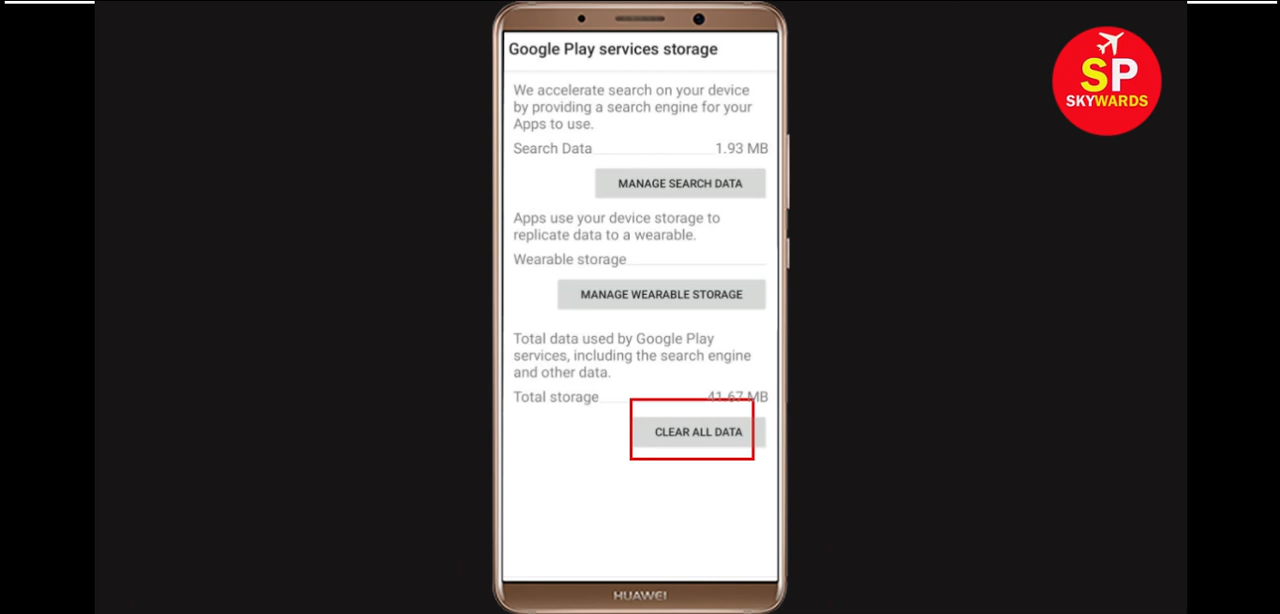 Google Play services storage
We accelerate search on your device
by providing a search engine for your
Apps to use.
Search Data 1.93 MB
MANAGE SEARCH DATA
Apps use your device storage to
replicate data to a wearable.
Wearable storage
MANAGE WEARABLE STORAGE
Total data used by Google Play
services, including the search engine
and other data.
Total storage 41.67 MB
CLEAR ALL DATA
HUAWEI
SP
SKYWARDS